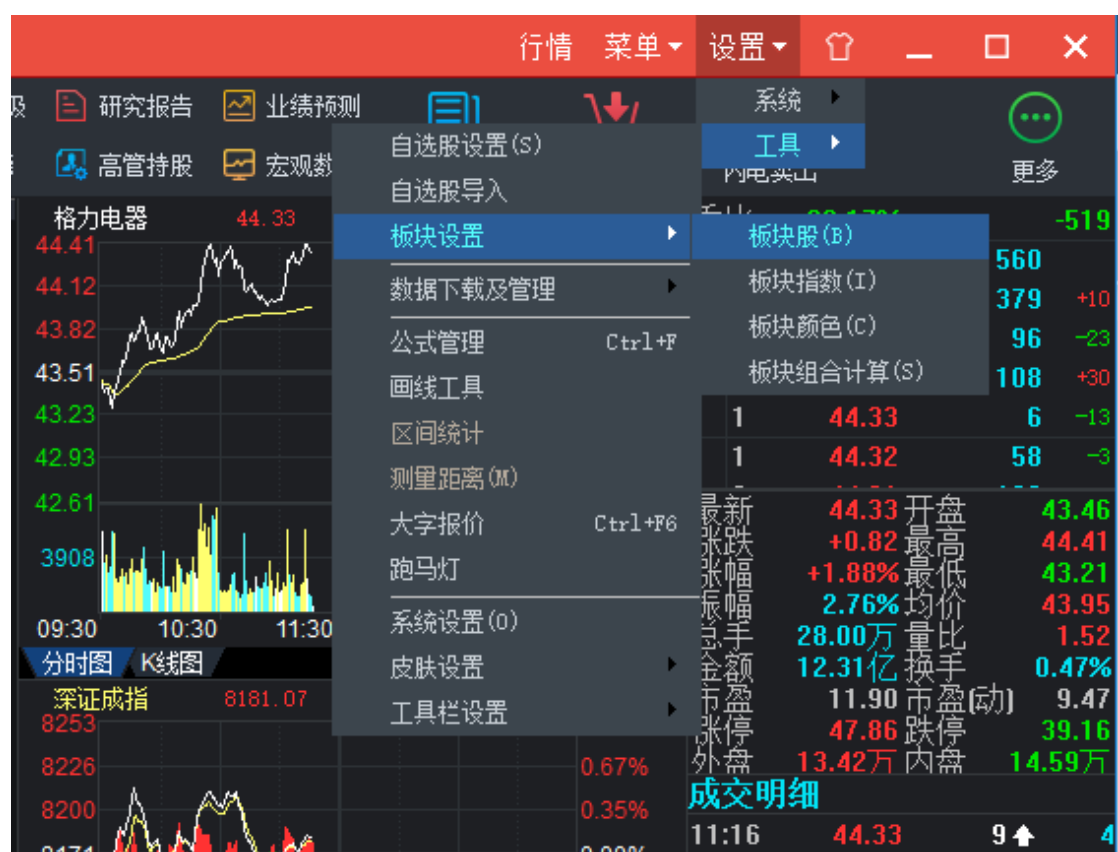 行情 菜单 设置
研究报告 业绩预测
系统
高管持股 宏观数
工具
更多
自选股设置(S)
自选股导入
板块设置
数据下载及管理
公式管理 Ctrl+F
画线工具
区间统计
测量距离(M)
大字报价 Ctrl+F6
跑马灯
系统设置(O)
皮肤设置
工具栏设置
板块股(B)
板块指数(I)
板块颜色(C)
板块组合计算(S)
格力电器 44.33
44.41
44.12
43.82
43.51
43.23
42.93
42.61
3908
09:30 10:30 11:30
分时图 K线图
深证成指 8181.07
8253
8226
8200
0.67%
0.35%
-519
560
379 +10
96 -23
108 +30
1 44.33 6 -13
1 44.32 58 -3
最新 44.33 开盘 43.46
涨跌 +0.82 最高 44.41
涨幅 +1.88% 最低 43.21
振幅 2.76% 均价 43.95
总手 28.00万 量比 1.52
金额 12.31亿 换手 0.47%
市盈 11.90 市盈(动) 9.47
涨停 47.86 跌停 39.16
外盘 13.42万 内盘 14.59万
成交明细
11:16 44.33 9 4